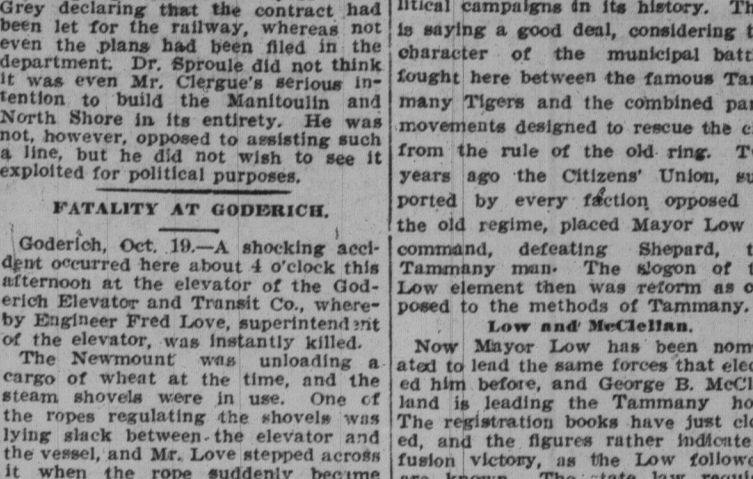 Grey declaring that the contract had
been let for the railway, whereas not
even the plans had been filed in the
department. Dr. Sproule did not think
it was even Mr. Clergue's serious in-
tention to build the Manitoulin and
North Shore in its entirety. He was
not, however, opposed to assisting such
a line, but he did not wish to see it
exploited for political purposes.
FATALITY AT GODERICH.
Goderich, Oct. 19.—A shocking acci-
dent occurred here about 4 o'clock this
afternoon at the elevator of the God-
erich Elevator and Transit Co., where-
by Engineer Fred Love, superintendent
of the elevator, was instantly killed.
The Newmount was unloading a
cargo of wheat at the time, and the
steam shovels were in use. One of
the ropes regulating the shovels was
lying slack between the elevator and
the vessel, and Mr. Love stepped across
it when the rope suddenly became
litical campaigns in its history. Th
is saying a good deal, considering t
character of the municipal batt
fought here between the famous Ta
many Tigers and the combined pa
movements designed to rescue the c
from the rule of the old ring. T
years ago the Citizens' Union, su
ported by every faction opposed
the old regime, placed Mayor Low
command, defeating Shepard, t
Tammany man. The slogon of t
Low element then was reform as o
posed to the methods of Tammany.
Low and McClellan.
Now Mayor Low has been nom
ated to lead the same forces that elec
ed him before, and George B. McCl
land is leading the Tammany ho
The registration books have just clo
ed, and the figures rather indicate
fusion victory, as the Low followe
are known. The state law requi